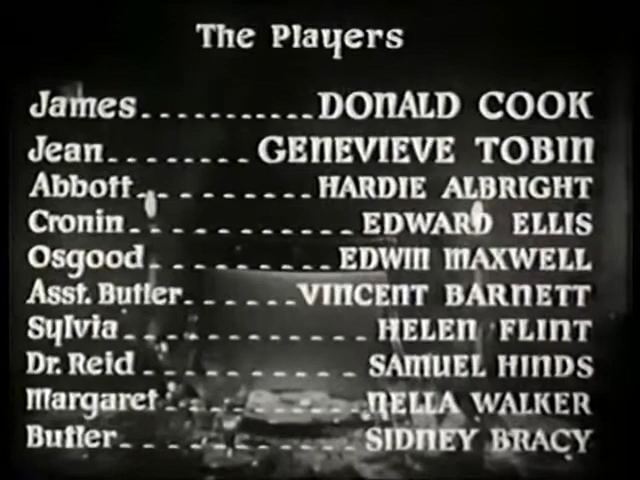 The Players
James...........DONALD COOK
Jean........GENEVIEVE TOBIN
Abbott.........HARDIE ALBRIGHT
Cronin............EDWARD ELLIS
Osgood..........EDWIN MAXWELL
Asst. Butler......VINCENT BARNETT
Sylvia.............HELEN FLINT
Dr. Reid...........SAMUEL HINDS
Margaret..........NELLA WALKER
Butler.............SIDNEY BRACY